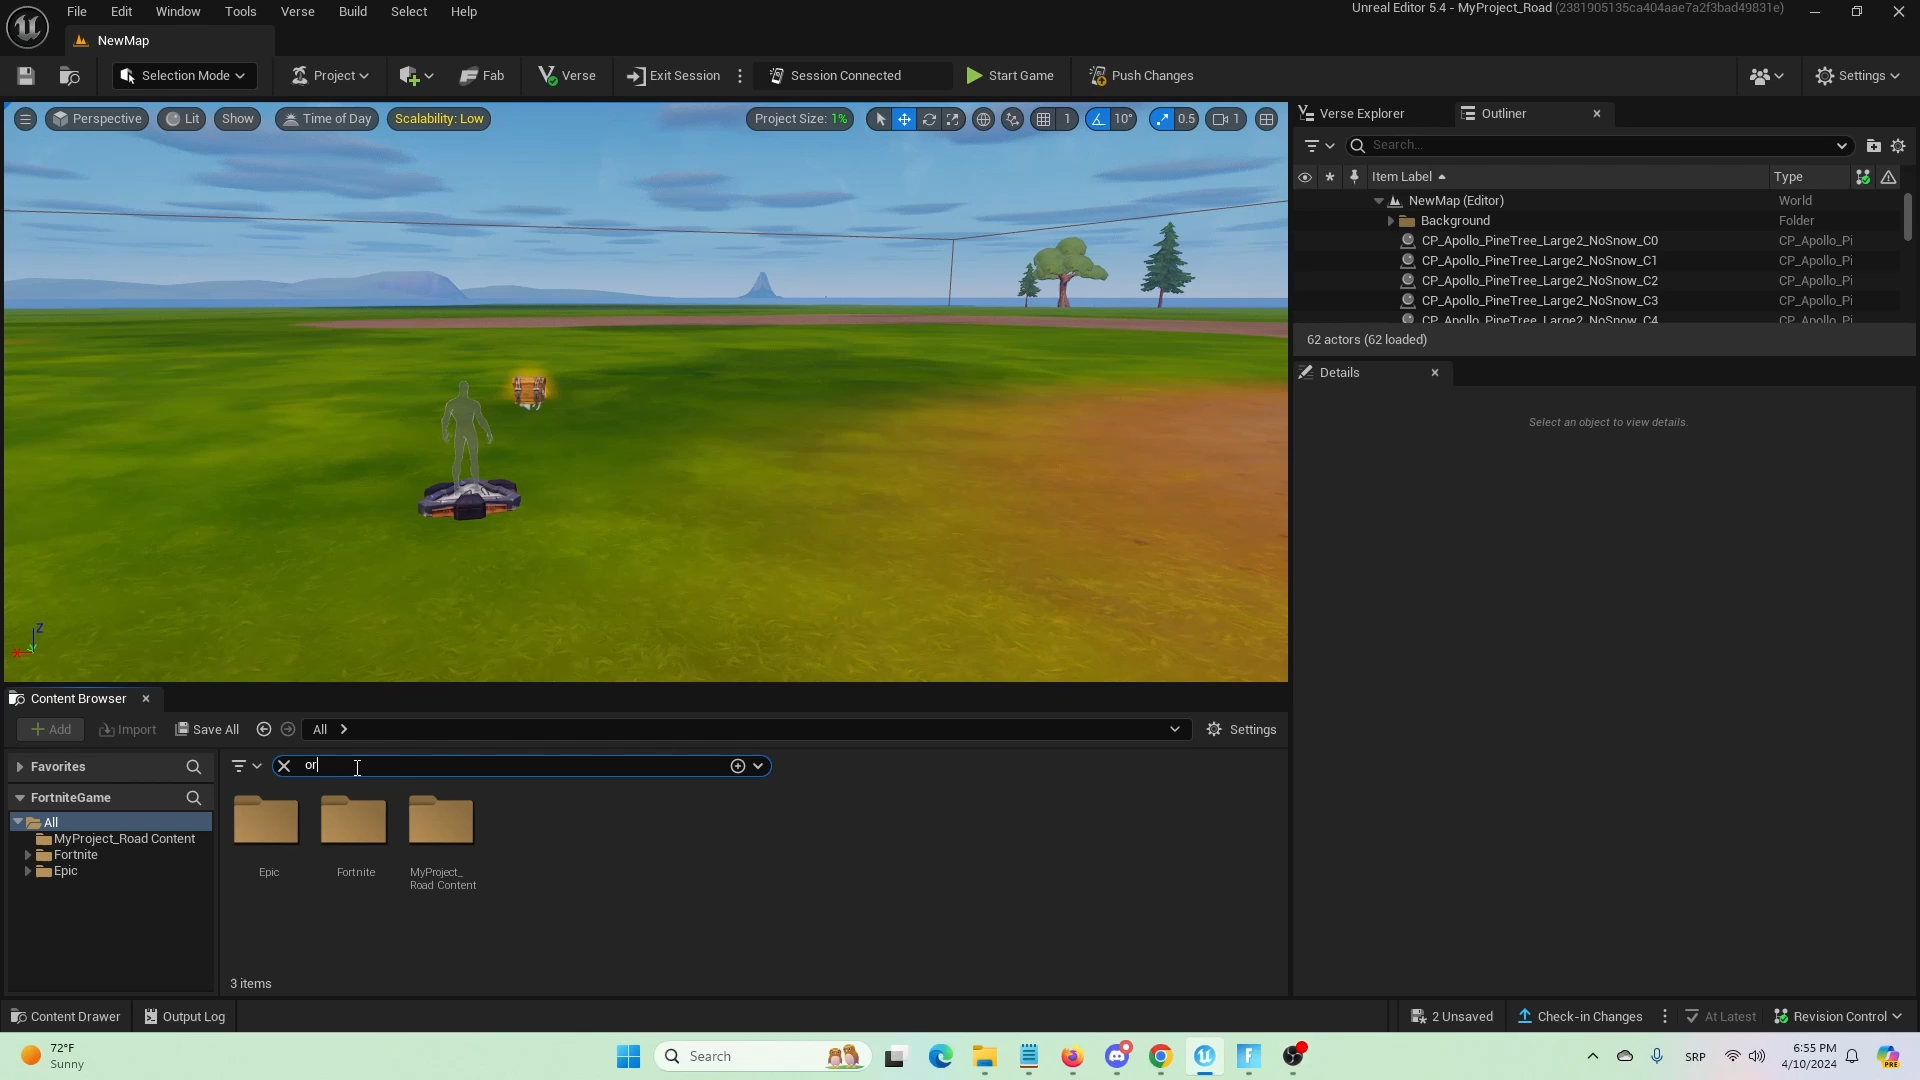 File Edit Window Tools Verse Build Select Help
Unreal Editor 5.4 - MyProject_Road (2381905135ca404aae7a2f3bad49831e)
NewMap
Selection Mode Project Fab Verse Exit Session Session Connected Start Game Push Changes Settings
Perspective Lit Show Time of Day Scalability: Low Project Size: 1% 1 10° 0.5 1
Verse Explorer Outliner
Search...
Item Label Type
NewMap (Editor) World
Background Folder
CP_Apollo_PineTree_Large2_NoSnow_C0 CP_Apollo_Pi
CP_Apollo_PineTree_Large2_NoSnow_C1 CP_Apollo_Pi
CP_Apollo_PineTree_Large2_NoSnow_C2 CP_Apollo_Pi
CP_Apollo_PineTree_Large2_NoSnow_C3 CP_Apollo_Pi
CP_Apollo_PineTree_Large2_NoSnow_C4 CP_Apollo_Pi
62 actors (62 loaded)
Details
Select an object to view details.
Z
Content Browser
Add Import Save All All Settings
Favorites
or
FortniteGame
All
MyProject_Road Content
Fortnite
Epic
Epic Fortnite MyProject_
Road Content
3 items
Content Drawer Output Log 2 Unsaved Check-in Changes At Latest Revision Control
72°F
Sunny
Search
SRP
6:55 PM
4/10/2024
PRE